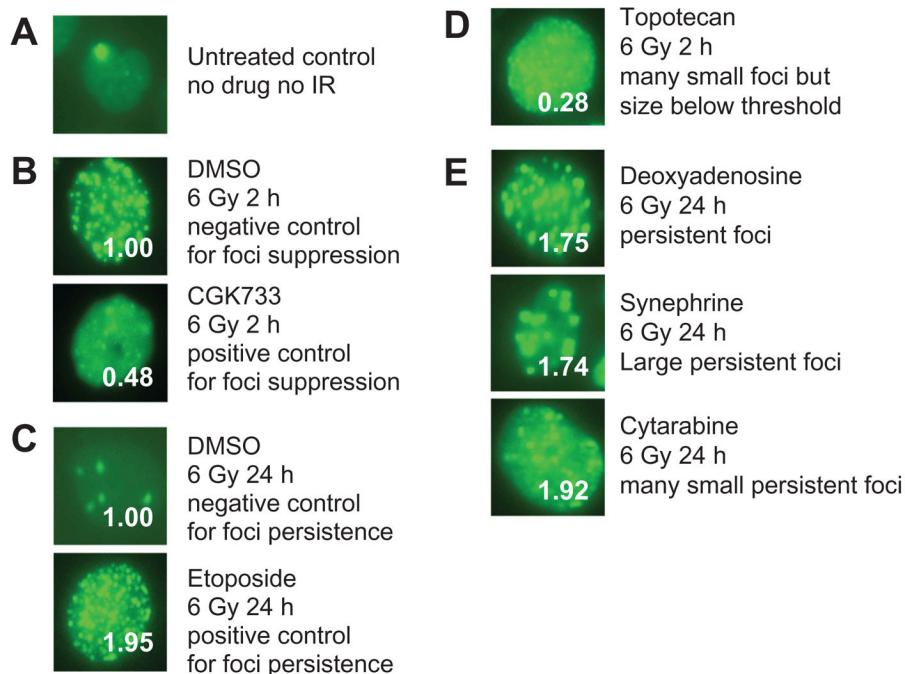 A
Untreated control
no drug no IR
B
DMSO
6 Gy 2 h
negative control
for foci suppression
1.00
CGK733
6 Gy 2 h
positive control
for foci suppression
0.48
C
DMSO
6 Gy 24 h
negative control
for foci persistence
1.00
Etoposide
6 Gy 24 h
positive control
for foci persistence
1.95
D
Topotecan
6 Gy 2 h
many small foci but
size below threshold
0.28
E
Deoxyadenosine
6 Gy 24 h
persistent foci
1.75
Synephrine
6 Gy 24 h
Large persistent foci
1.74
Cytarabine
6 Gy 24 h
many small persistent foci
1.92